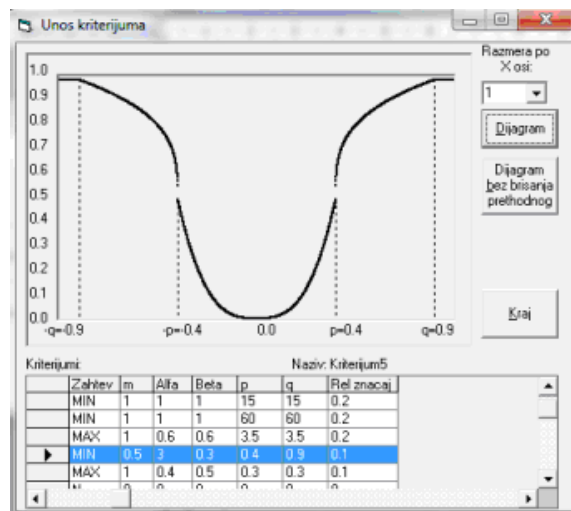 Unos kriterijuma
Razmera po
X osi:
1
Dijagram
Dijagram
bez brisanja
prethodnog
Kraj
1.0
0.9
0.8
0.7
0.6
0.5
0.4
0.3
0.2
0.1
0.0
-q=-0.9 -p=-0.4 0.0 p=0.4 q=0.9
Kriterijumi: Naziv: Kriterijum5
Zahtev m Alfa Beta p q Rel znacaj
MIN 1 1 1 15 15 0.2
MIN 1 1 1 60 60 0.2
MAX 1 0.6 0.6 3.5 3.5 0.2
MIN 0.5 3 0.3 0.4 0.9 0.1
MAX 1 0.4 0.5 0.3 0.3 0.1